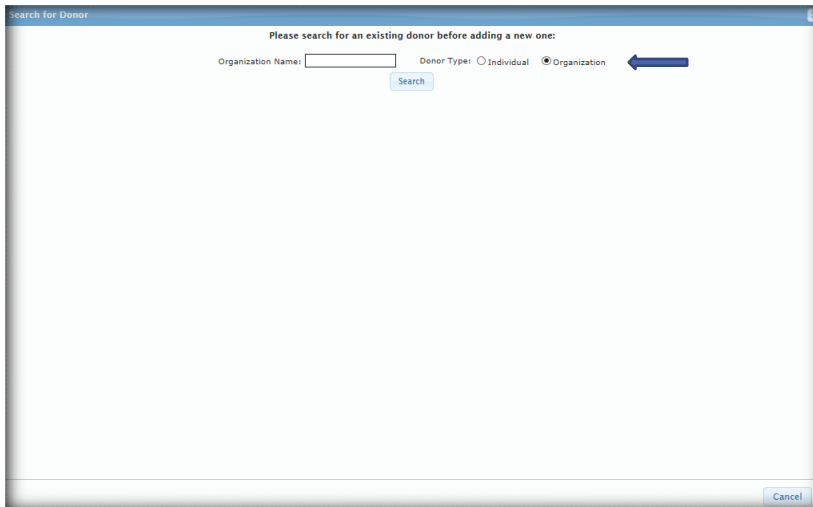 Search for Donor
Please search for an existing donor before adding a new one:
Organization Name: Donor Type: Individual Organization
Search
Cancel